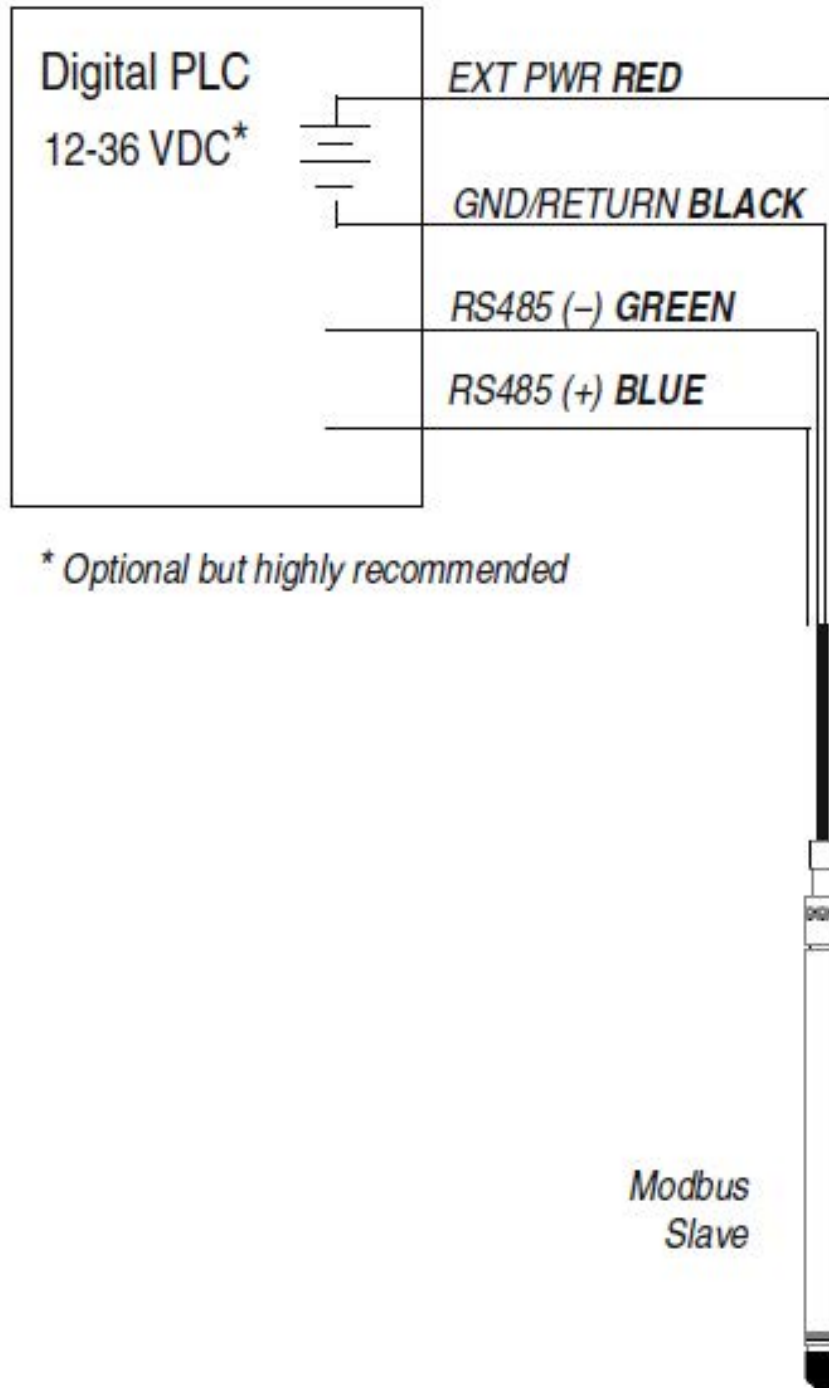 Digital PLC
12-36 VDC*
EXT PWR RED
GND/RETURN BLACK
RS485 (–) GREEN
RS485 (+) BLUE
* Optional but highly recommended
Modbus
Slave